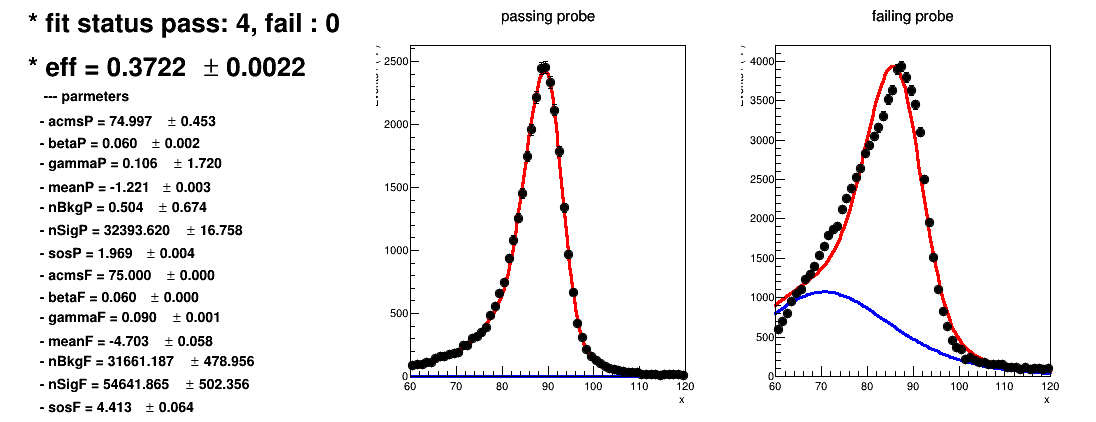 * fit status pass: 4, fail : 0
* eff = 0.3722 ± 0.0022
--- parmeters
- acmsP = 74.997 ± 0.453
- betaP = 0.060 ± 0.002
- gammaP = 0.106 ± 1.720
- meanP = -1.221 ± 0.003
- nBkgP = 0.504 ± 0.674
- nSigP = 32393.620 ± 16.758
- sosP = 1.969 ± 0.004
- acmsF = 75.000 ± 0.000
- betaF = 0.060 ± 0.000
- gammaF = 0.090 ± 0.001
- meanF = -4.703 ± 0.058
- nBkgF = 31661.187 ± 478.956
- nSigF = 54641.865 ± 502.356
- sosF = 4.413 ± 0.064
passing probe
2500
2000
1500
1000
500
0
60 70 80 90 100 110 120
x
failing probe
4000
3500
3000
2500
2000
1500
1000
500
0
60 70 80 90 100 110 120
x